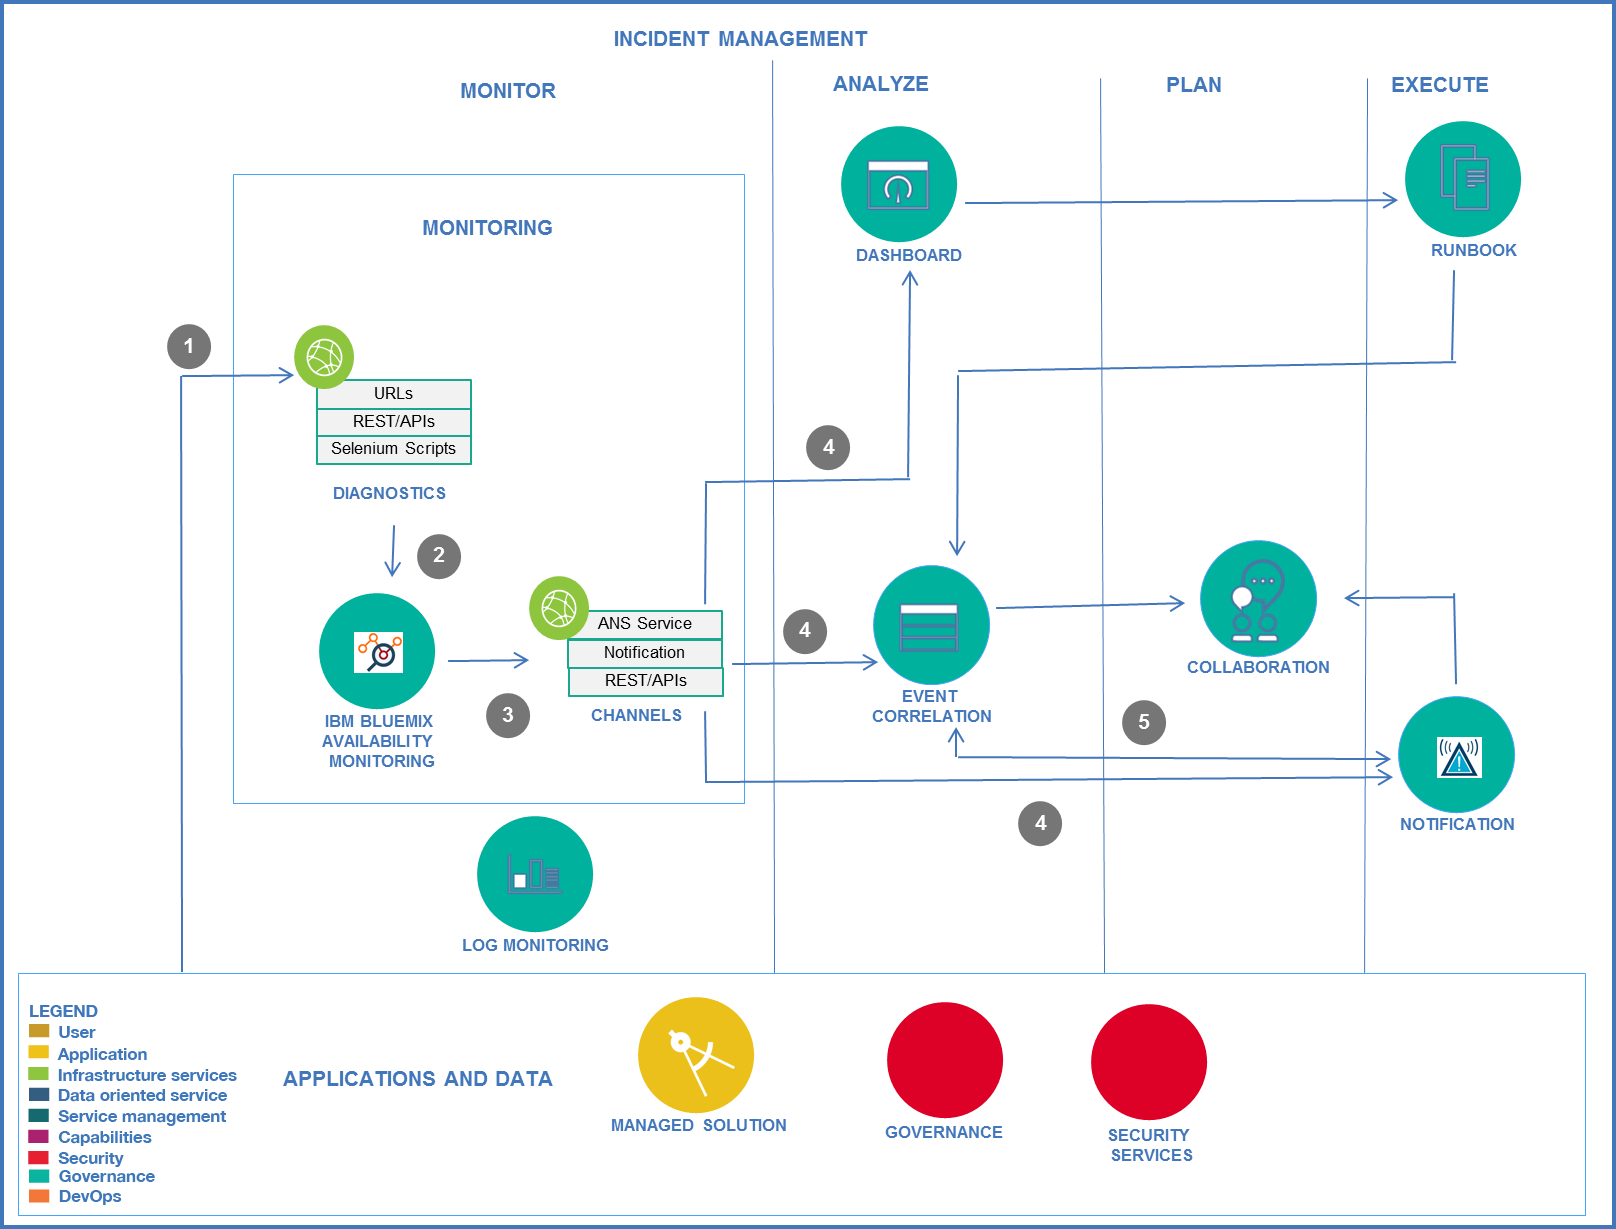 INCIDENT MANAGEMENT
MONITOR
ANALYZE
PLAN
EXECUTE
MONITORING
DASHBOARD
RUNBOOK
1
URLs
REST/APIs
Selenium Scripts
DIAGNOSTICS
2
4
IBM BLUEMIX
AVAILABILITY
MONITORING
3
ANS Service
Notification
REST/APIs
CHANNELS
4
EVENT
CORRELATION
COLLABORATION
5
4
NOTIFICATION
LOG MONITORING
LEGEND
User
Application
Infrastructure services
Data oriented service
Service management
Capabilities
Security
Governance
DevOps
APPLICATIONS AND DATA
MANAGED SOLUTION
GOVERNANCE
SECURITY
SERVICES